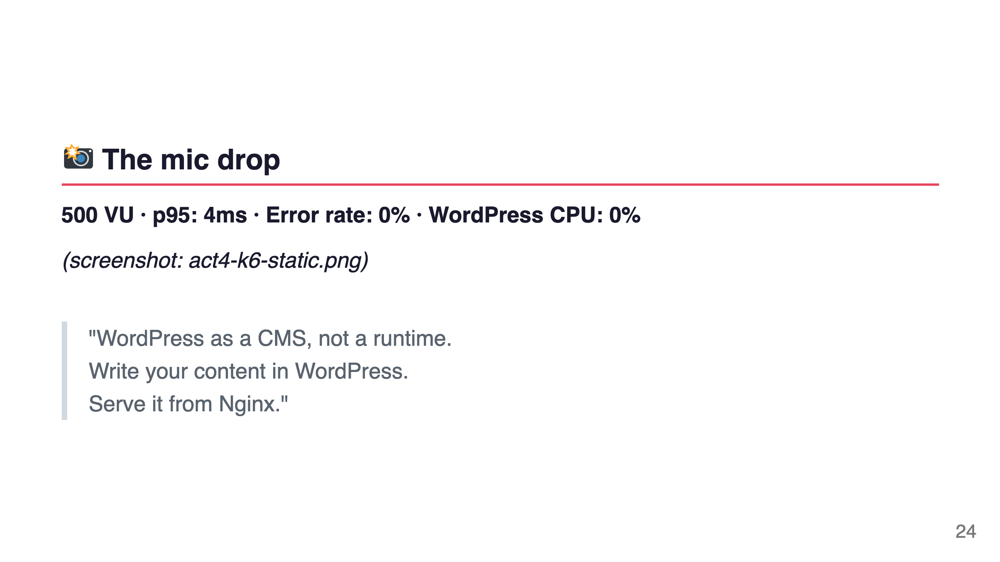 📸 The mic drop
500 VU · p95: 4ms · Error rate: 0% · WordPress CPU: 0%
(screenshot: act4-k6-static.png)
"WordPress as a CMS, not a runtime.
Write your content in WordPress.
Serve it from Nginx."
24